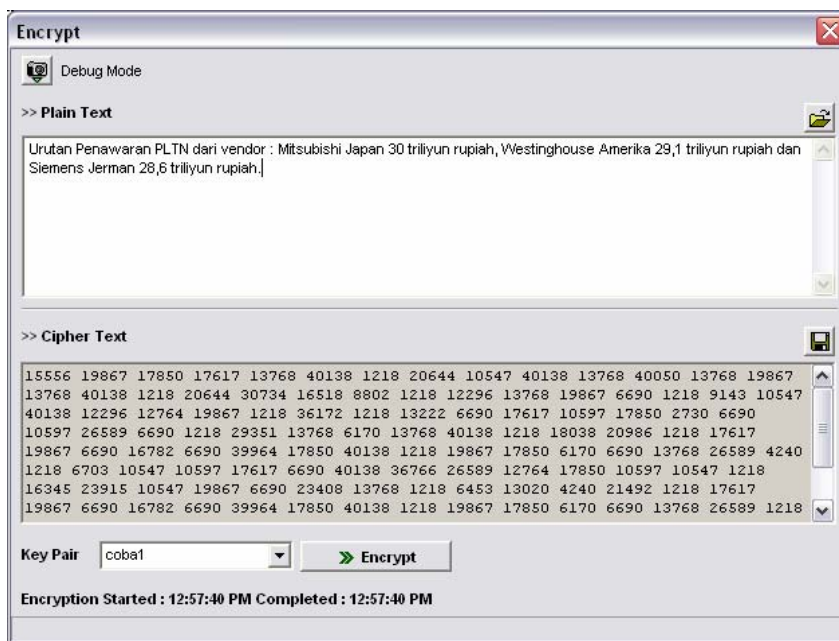 Encrypt
Debug Mode
>> Plain Text
Urutan Penawaran PLTN dari vendor : Mitsubishi Japan 30 triliyun rupiah, Westinghouse Amerika 29,1 triliyun rupiah dan
Siemens Jerman 28,6 triliyun rupiah.
>> Cipher Text
15556 19867 17850 17617 13768 40138 1218 20644 10547 40138 13768 40050 13768 19867
13768 40138 1218 20644 30734 16518 8802 1218 12296 13768 19867 6690 1218 9143 10547
40138 12296 12764 19867 1218 36172 1218 13222 6690 17617 10597 17850 2730 6690
10597 26589 6690 1218 29351 13768 6170 13768 40138 1218 18038 20986 1218 17617
19867 6690 16782 6690 39964 17850 40138 1218 19867 17850 6170 6690 13768 26589 4240
1218 6703 10547 10597 17617 6690 40138 36766 26589 12764 17850 10597 10547 1218
16345 23915 10547 19867 6690 23408 13768 1218 6453 13020 4240 21492 1218 17617
19867 6690 16782 6690 39964 17850 40138 1218 19867 17850 6170 6690 13768 26589 1218
Key Pair coba1 Encrypt
Encryption Started : 12:57:40 PM Completed : 12:57:40 PM